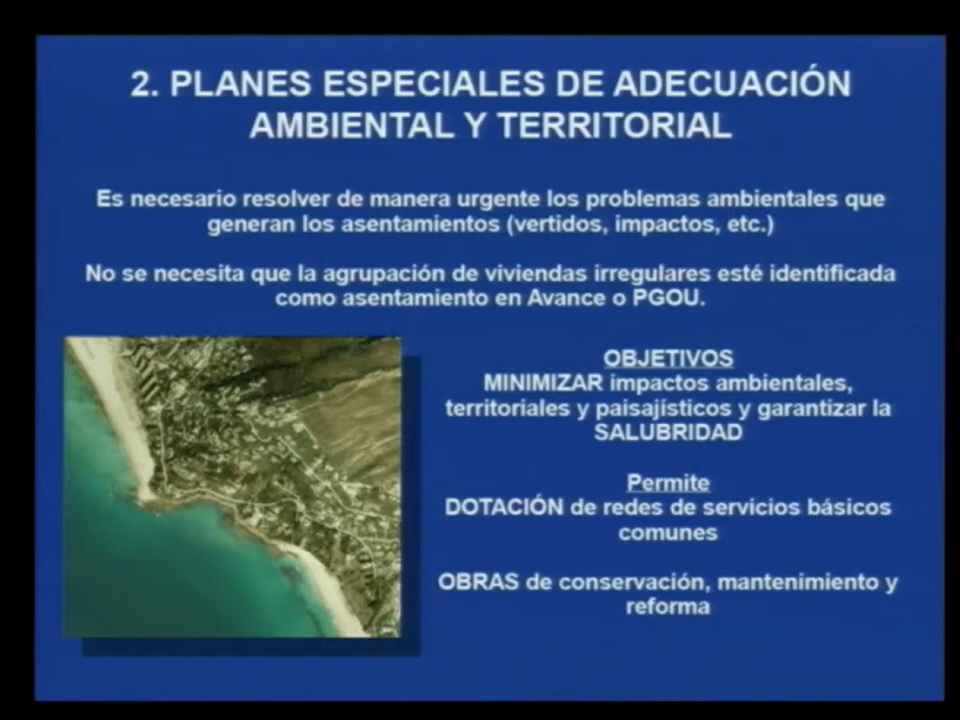 2. PLANES ESPECIALES DE ADECUACIÓN
AMBIENTAL Y TERRITORIAL
Es necesario resolver de manera urgente los problemas ambientales que
generan los asentamientos (vertidos, impactos, etc.)
No se necesita que la agrupación de viviendas irregulares esté identificada
como asentamiento en Avance o PGOU.
OBJETIVOS
MINIMIZAR impactos ambientales,
territoriales y paisajísticos y garantizar la
SALUBRIDAD
Permite
DOTACIÓN de redes de servicios básicos
comunes
OBRAS de conservación, mantenimiento y
reforma